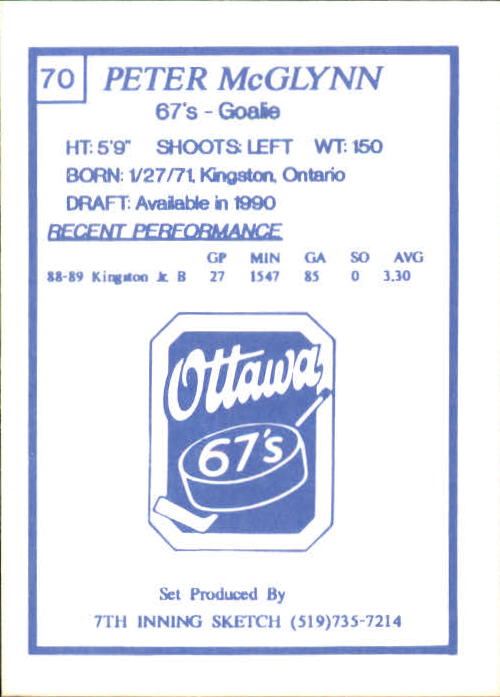 70 PETER McGLYNN
67's - Goalie
HT: 5'9" SHOOTS: LEFT WT: 150
BORN: 1/27/71, Kingston, Ontario
DRAFT: Available in 1990
RECENT PERFORMANCE
GP MIN GA SO AVG
88-89 Kingston Jr. B 27 1547 85 0 3.30
Ottawa
67's
Set Produced By
7TH INNING SKETCH (519)735-7214